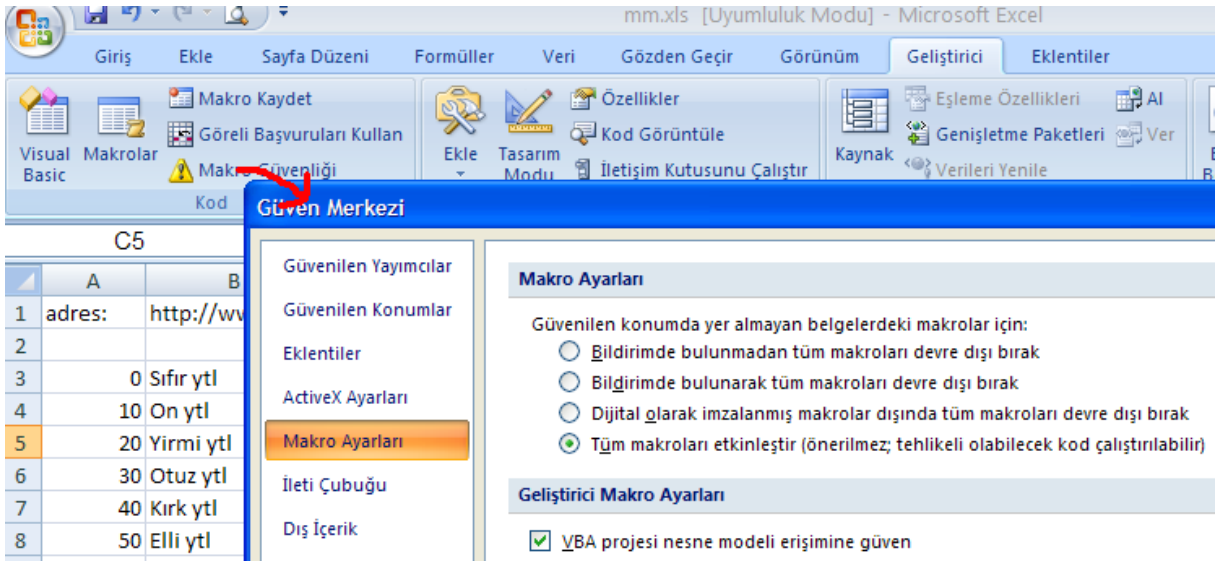 mm.xls [Uyumluluk Modu] - Microsoft Excel
Giriş Ekle Sayfa Düzeni Formüller Veri Gözden Geçir Görünüm Geliştirici Eklentiler
Visual Basic
Makrolar
Makro Kaydet
Göreli Başvuruları Kullan
Makro Güvenliği
Kod
Ekle
Tasarım Modu
Özellikler
Kod Görüntüle
İletişim Kutusunu Çalıştır
Kaynak
Eşleme Özellikleri
Genişletme Paketleri
Verileri Yenile
Al
Ver
C5
A B
1 adres: http://ww
2
3 0 Sıfır ytl
4 10 On ytl
5 20 Yirmi ytl
6 30 Otuz ytl
7 40 Kırk ytl
8 50 Elli ytl
Güven Merkezi
Güvenilen Yayımcılar
Güvenilen Konumlar
Eklentiler
ActiveX Ayarları
Makro Ayarları
İleti Çubuğu
Dış İçerik
Makro Ayarları
Güvenilen konumda yer almayan belgelerdeki makrolar için:
Bildirimde bulunmadan tüm makroları devre dışı bırak
Bildirimde bulunarak tüm makroları devre dışı bırak
Dijital olarak imzalanmış makrolar dışında tüm makroları devre dışı bırak
Tüm makroları etkinleştir (önerilmez; tehlikeli olabilecek kod çalıştırılabilir)
Geliştirici Makro Ayarları
VBA projesi nesne modeli erişimine güven